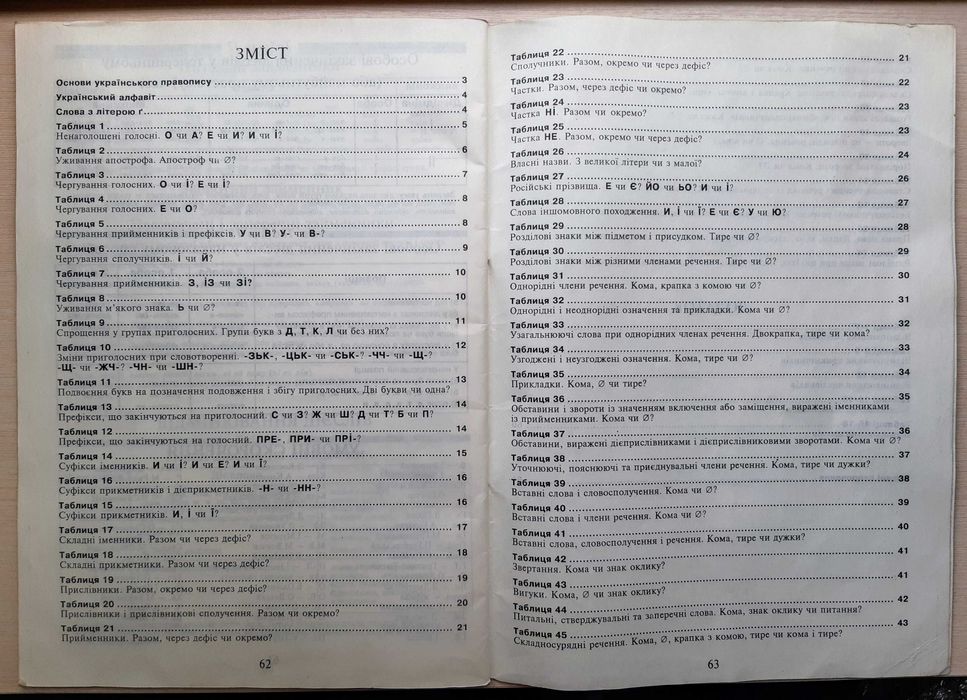 ЗМІСТ
Основи українського правопису ........ 3
Український алфавіт ........ 4
Слова з літерою ґ ........ 4
Таблиця 1 ........ 5
Ненаголошені голосні. О чи А? Е чи И? И чи І?
Таблиця 2 ........ 6
Уживання апострофа. Апостроф чи ∅?
Таблиця 3 ........ 7
Чергування голосних. О чи І? Е чи І?
Таблиця 4 ........ 8
Чергування голосних. Е чи О?
Таблиця 5 ........ 8
Чергування прийменників і префіксів. У чи В? У- чи В-?
Таблиця 6 ........ 9
Чергування сполучників. І чи Й?
Таблиця 7 ........ 10
Чергування прийменників. З, ІЗ чи ЗІ?
Таблиця 8 ........ 10
Уживання м'якого знака. Ь чи ∅?
Таблиця 9 ........ 11
Спрощення у групах приголосних. Групи букв з Д, Т, К, Л чи без них?
Таблиця 10 ........ 12
Зміни приголосних при словотворенні. -ЗЬК-, -ЦЬК- чи -СЬК-? -ЧЧ- чи -Щ-?
-Щ- чи -ЖЧ-? -ЧН- чи -ШН-?
Таблиця 11 ........ 13
Подвоєння букв на позначення подовження і збігу приголосних. Дві букви чи одна?
Таблиця 13 ........ 14
Префікси, що закінчуються на приголосний. С чи З? Ж чи Ш? Д чи Т? Б чи П?
Таблиця 12 ........ 14
Префікси, що закінчуються на голосний. ПРЕ-, ПРИ- чи ПРІ-?
Таблиця 14 ........ 15
Суфікси іменників. И чи І? И чи Е? И чи Ї?
Таблиця 16 ........ 16
Суфікси прикметників і дієприкметників. -Н- чи -НН-?
Таблиця 15 ........ 16
Суфікси прикметників. И, І чи Ї?
Таблиця 17 ........ 17
Складні іменники. Разом чи через дефіс?
Таблиця 18 ........ 18
Складні прикметники. Разом чи через дефіс?
Таблиця 19 ........ 19
Прислівники. Разом, окремо чи через дефіс?
Таблиця 20 ........ 20
Прислівники і прислівникові сполучення. Разом чи окремо?
Таблиця 21 ........ 21
Прийменники. Разом, через дефіс чи окремо?
62
Таблиця 22 ........ 21
Сполучники. Разом, окремо чи через дефіс?
Таблиця 23 ........ 22
Частки. Разом, через дефіс чи окремо?
Таблиця 24 ........ 23
Частка НІ. Разом чи окремо?
Таблиця 25 ........ 23
Частка НЕ. Разом, окремо чи через дефіс?
Таблиця 26 ........ 24
Власні назви. З великої літери чи з малої?
Таблиця 27 ........ 26
Російські прізвища. Е чи Є? ЙО чи ЬО? И чи І?
Таблиця 28 ........ 27
Слова іншомовного походження. И, І чи Ї? Е чи Є? У чи Ю?
Таблиця 29 ........ 28
Розділові знаки між підметом і присудком. Тире чи ∅?
Таблиця 30 ........ 29
Розділові знаки між різними членами речення. Тире чи ∅?
Таблиця 31 ........ 30
Однорідні члени речення. Кома, крапка з комою чи ∅?
Таблиця 32 ........ 31
Однорідні і неоднорідні означення та прикладки. Кома чи ∅?
Таблиця 33 ........ 32
Узагальнюючі слова при однорідних членах речення. Двокрапка, тире чи кома?
Таблиця 34 ........ 33
Узгоджені і неузгоджені означення. Кома, тире чи ∅?
Таблиця 35 ........ 34
Прикладки. Кома, ∅ чи тире?
Таблиця 36 ........ 35
Обставини і звороти із значенням включення або заміщення, виражені іменниками
із прийменниками. Кома чи ∅?
Таблиця 37 ........ 36
Обставини, виражені дієприслівниками і дієприслівниковими зворотами. Кома чи ∅?
Таблиця 38 ........ 37
Уточнюючі, пояснюючі та приєднувальні члени речення. Кома, тире чи дужки?
Таблиця 39 ........ 38
Вставні слова і словосполучення. Кома чи ∅?
Таблиця 40 ........ 39
Вставні слова і члени речення. Кома чи ∅?
Таблиця 41 ........ 40
Вставні слова, словосполучення і речення. Кома, тире чи дужки?
Таблиця 42 ........ 41
Звертання. Кома чи знак оклику?
Таблиця 43 ........ 41
Вигуки. Кома, ∅ чи знак оклику?
Таблиця 44 ........ 42
Питальні, стверджувальні та заперечні слова. Кома, знак оклику чи питання?
Таблиця 45 ........ 43
Складносурядні речення. Кома, ∅, крапка з комою, тире чи кома і тире?
63